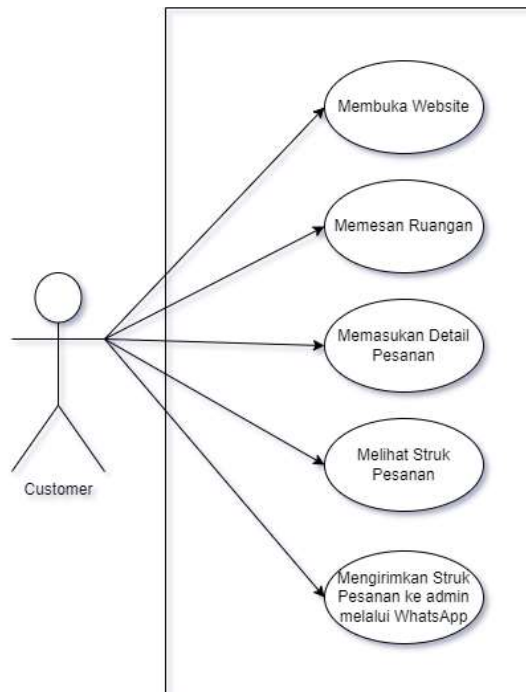 Membuka Website
Memesan Ruangan
Memasukan Detail
Pesanan
Melihat Struk
Pesanan
Customer
Mengirimkan Struk
Pesanan ke admin
melalui WhatsApp